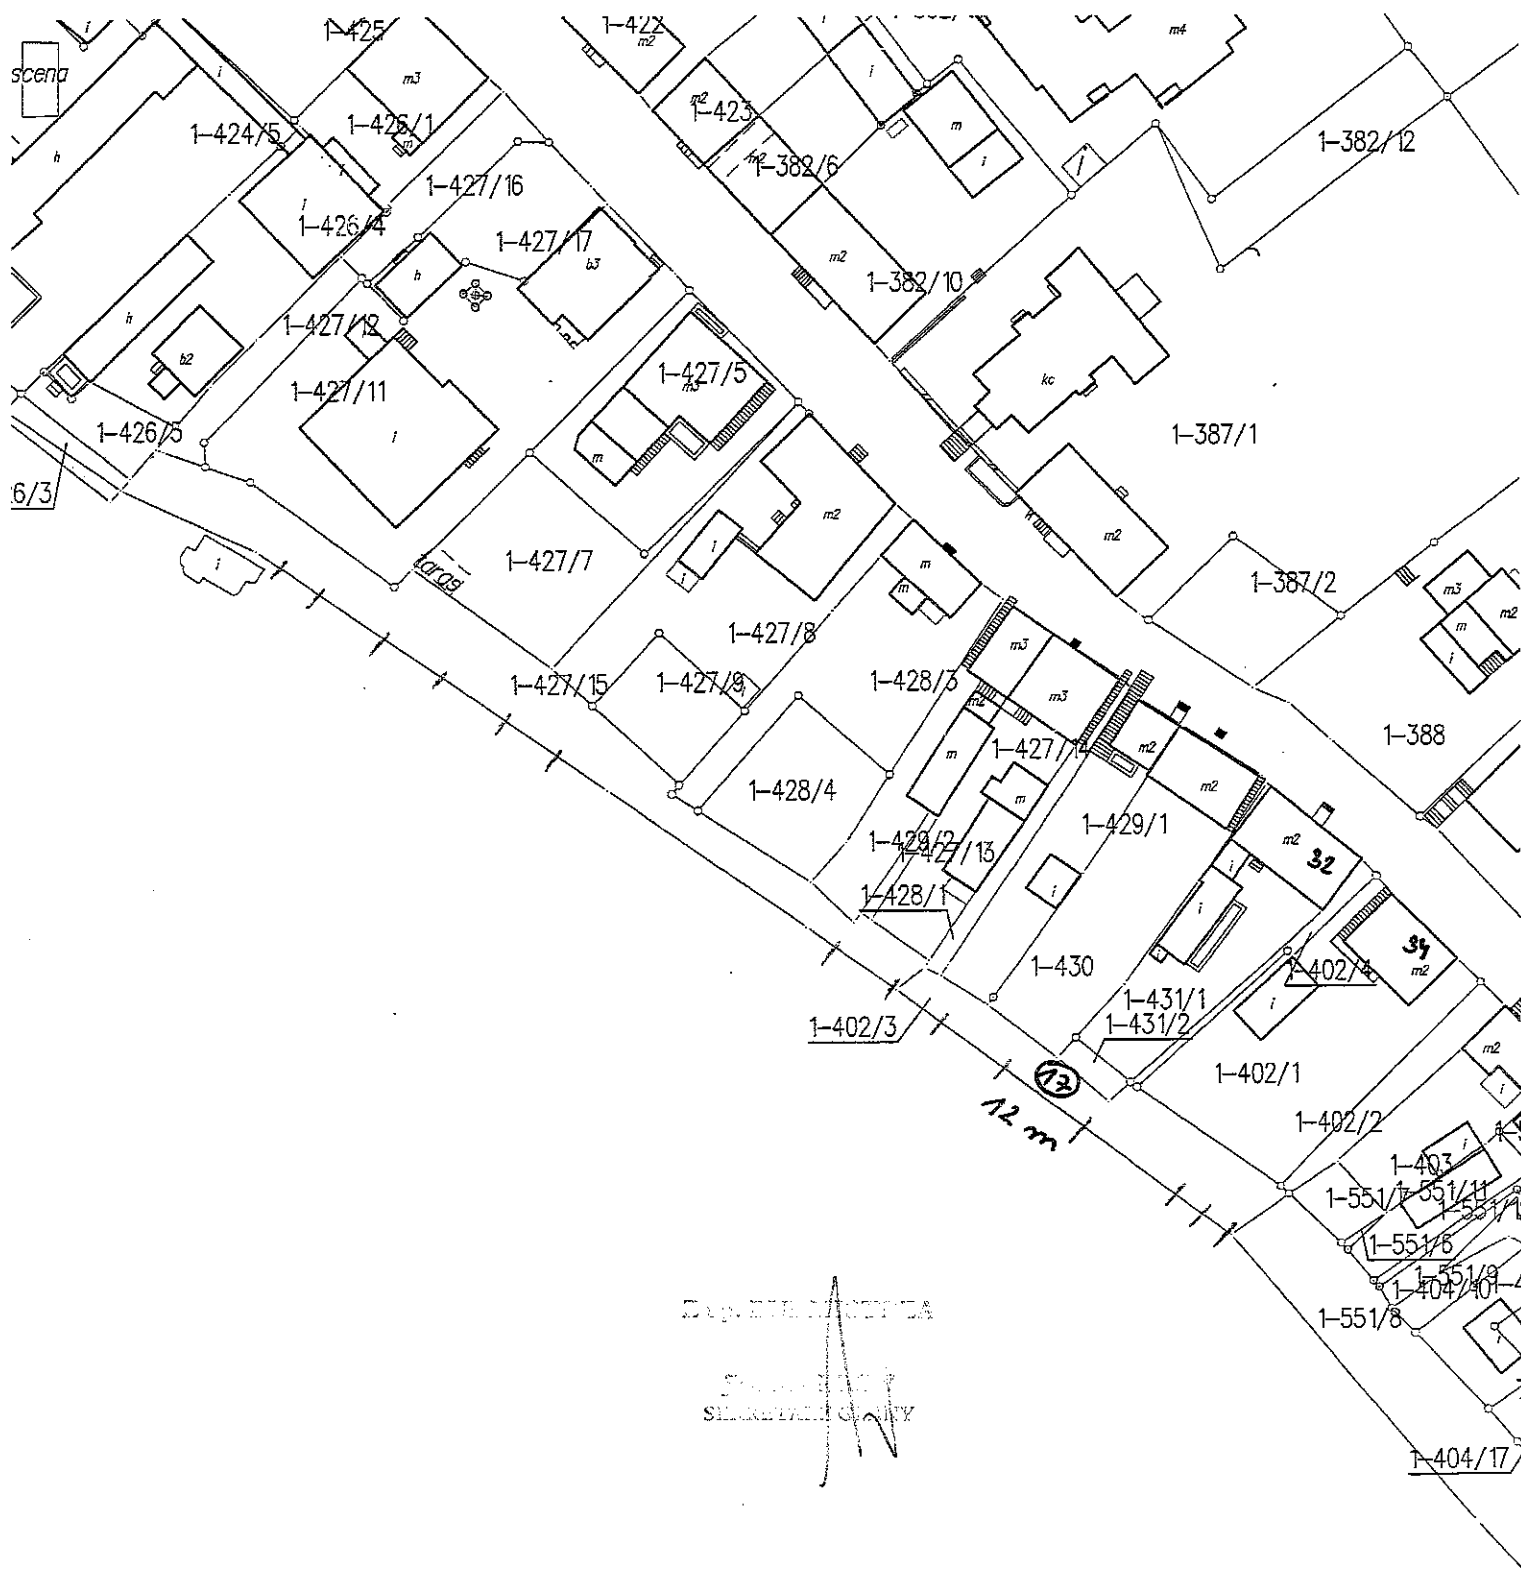 1-425
1-422
m2
m4
i
i
scena
i
m3
i
m2
1-423
1-424/5
1-426/1
m
m
1-382/12
h
m2
1-382/6
i
1-427/16
i
1-426/4
1-427/17
b3
m2
1-382/10
h
h
1-427/12
b2
1-427/5
m3
kc
1-427/11
1-426/5
i
1-387/1
m
6/3
m2
m2
i
i
i
taras
1-427/7
m
m
1-387/2
m3
m2
m
i
1-427/8
m3
1-428/3
1-427/15
1-427/9
i
m3
m2
1-427/14
m2
1-388
m
m2
1-428/4
m
1-429/1
1-429/2
1-427/13
m2
32
i
1-428/1
i
i
34
m2
1-430
1-402/4
i
1-431/1
1-402/3
1-431/2
m2
17
1-402/1
i
12 m
1-402/2
i
1-403
1-551/7
1-551/11
1-551/6
1-551/9
1-404/10
1-551/8
i
SEKRETARZ GMINY
1-404/17